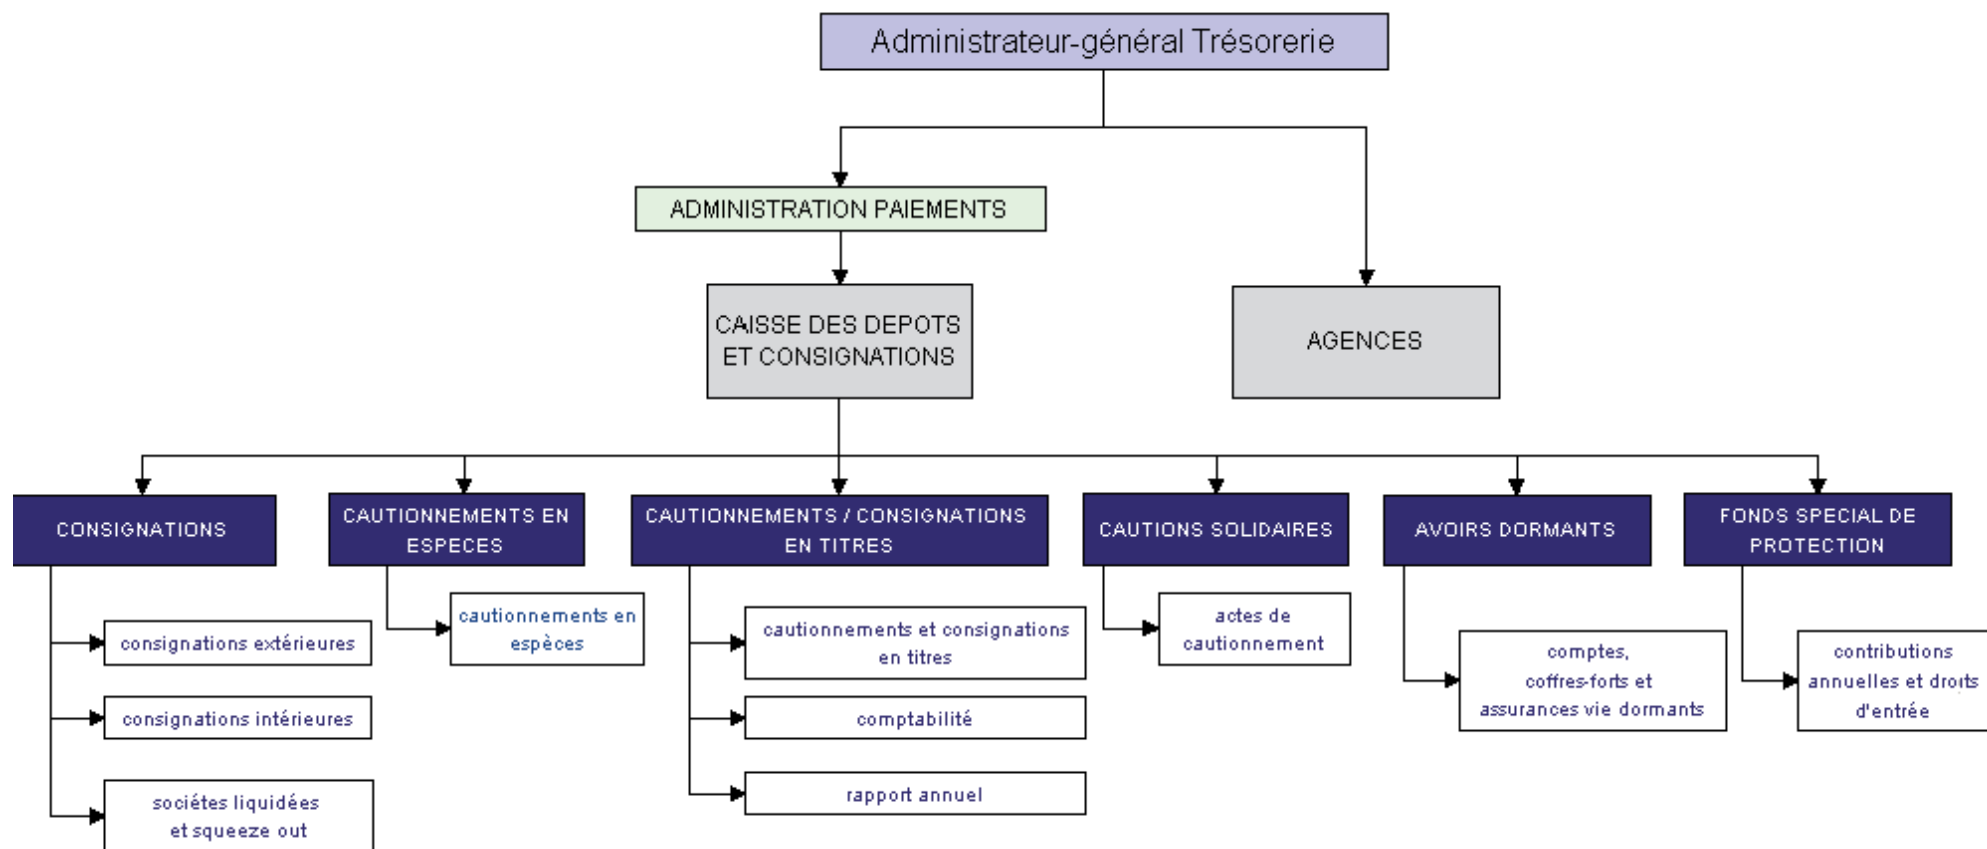 Administrateur-général Trésorerie
ADMINISTRATION PAIEMENTS
CAISSE DES DEPOTS
ET CONSIGNATIONS
AGENCES
CONSIGNATIONS
CAUTIONNEMENTS EN
ESPECES
CAUTIONNEMENTS / CONSIGNATIONS
EN TITRES
CAUTIONS SOLIDAIRES
AVOIRS DORMANTS
FONDS SPECIAL DE
PROTECTION
consignations extérieures
consignations intérieures
sociétes liquidées
et squeeze out
cautionnements en
espèces
cautionnements et consignations
en titres
comptabilité
rapport annuel
actes de
cautionnement
comptes,
coffres-forts et
assurances vie dormants
contributions
annuelles et droits
d'entrée